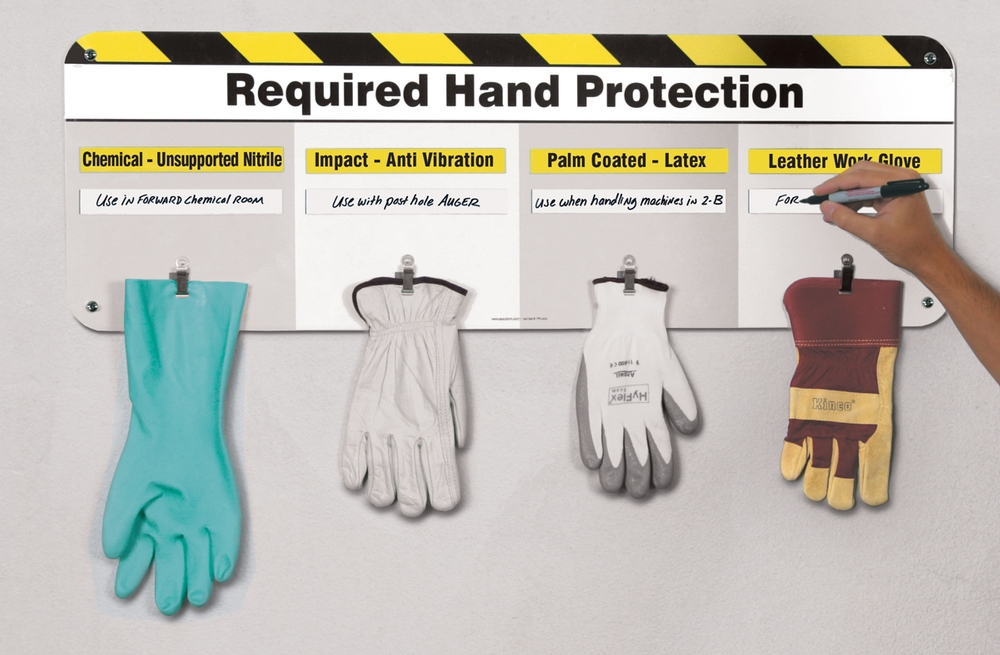 Required Hand Protection
Chemical - Unsupported Nitrile
Impact - Anti Vibration
Palm Coated - Latex
Leather Work Glove
Use in FORWARD Chemical ROOM
Use with post hole AUGER
Use when handling machines in 2-B
FOR
Ansell
HyFlex
Kinco